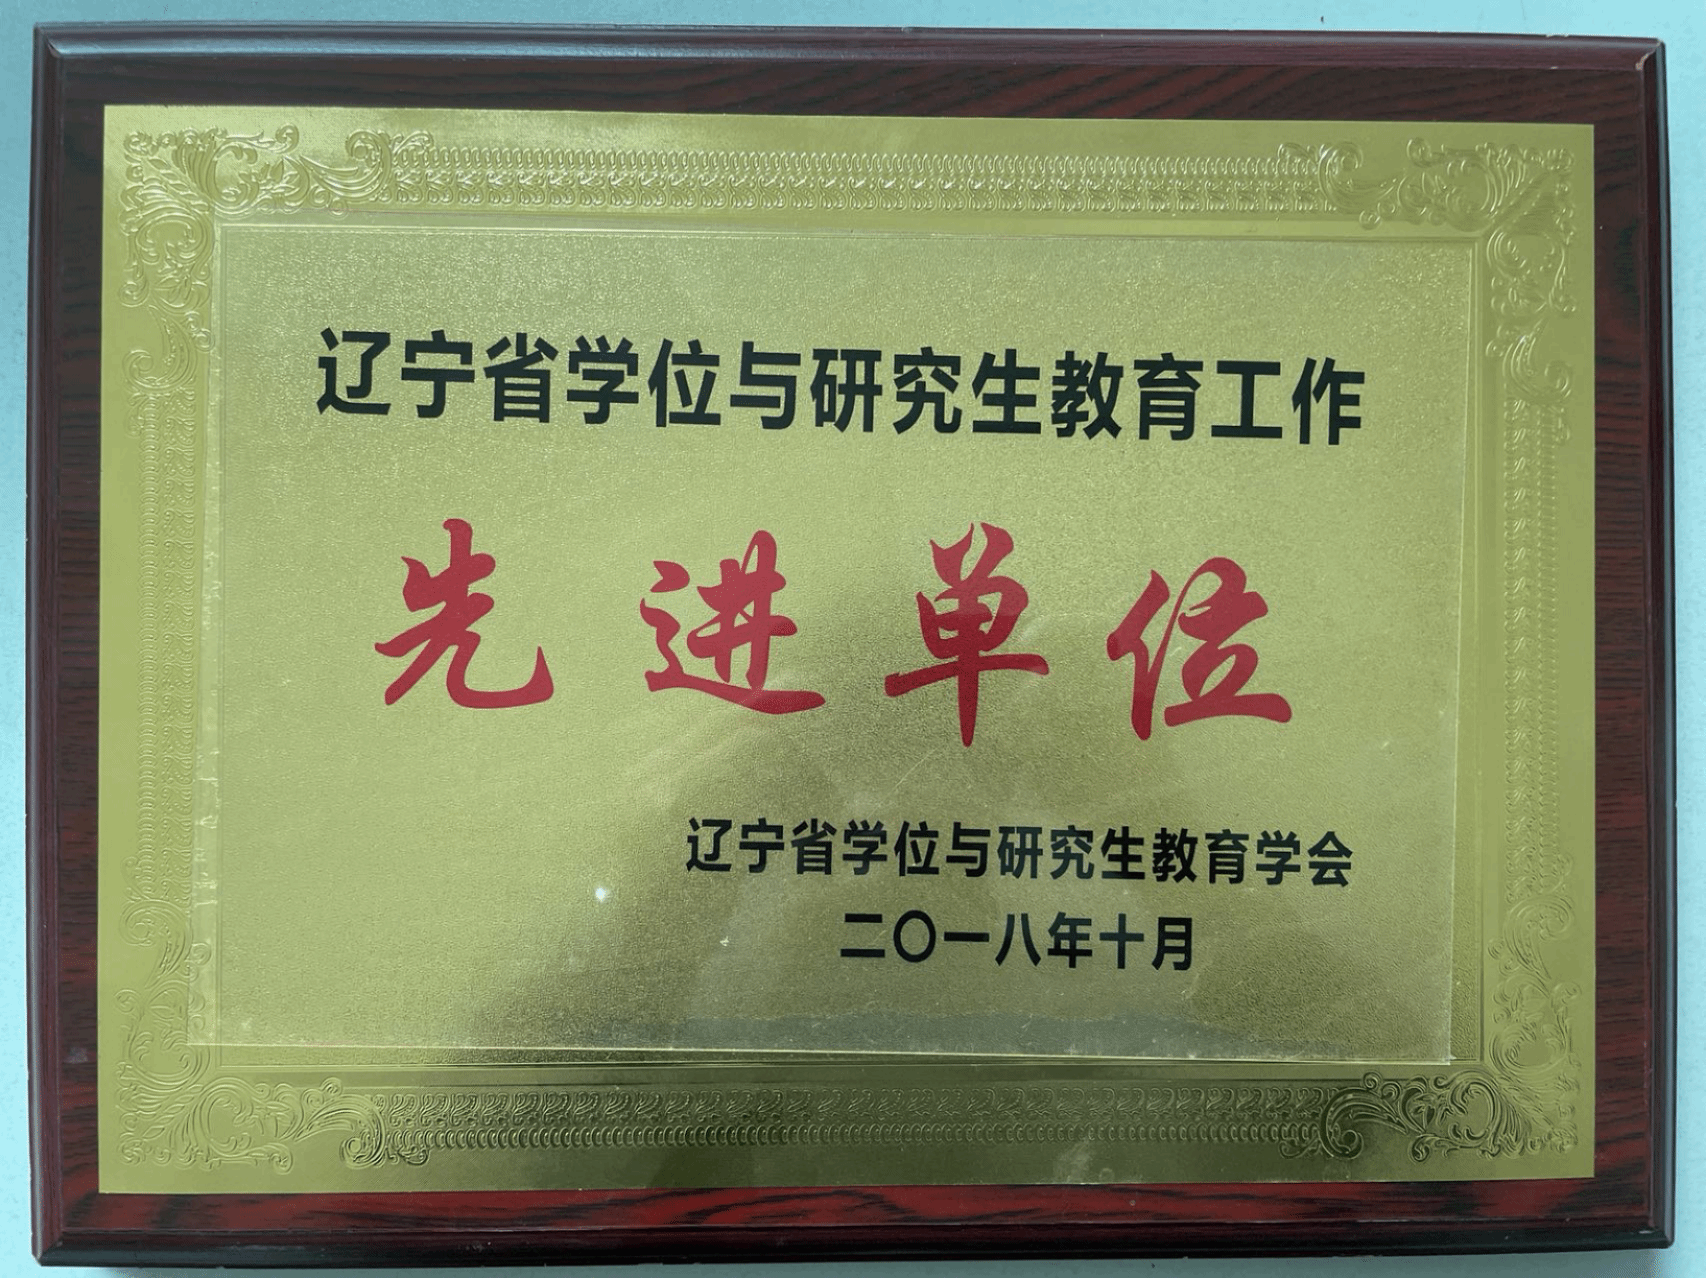 辽宁省学位与研究生教育工作
先进单位
辽宁省学位与研究生教育学会
二〇一八年十月